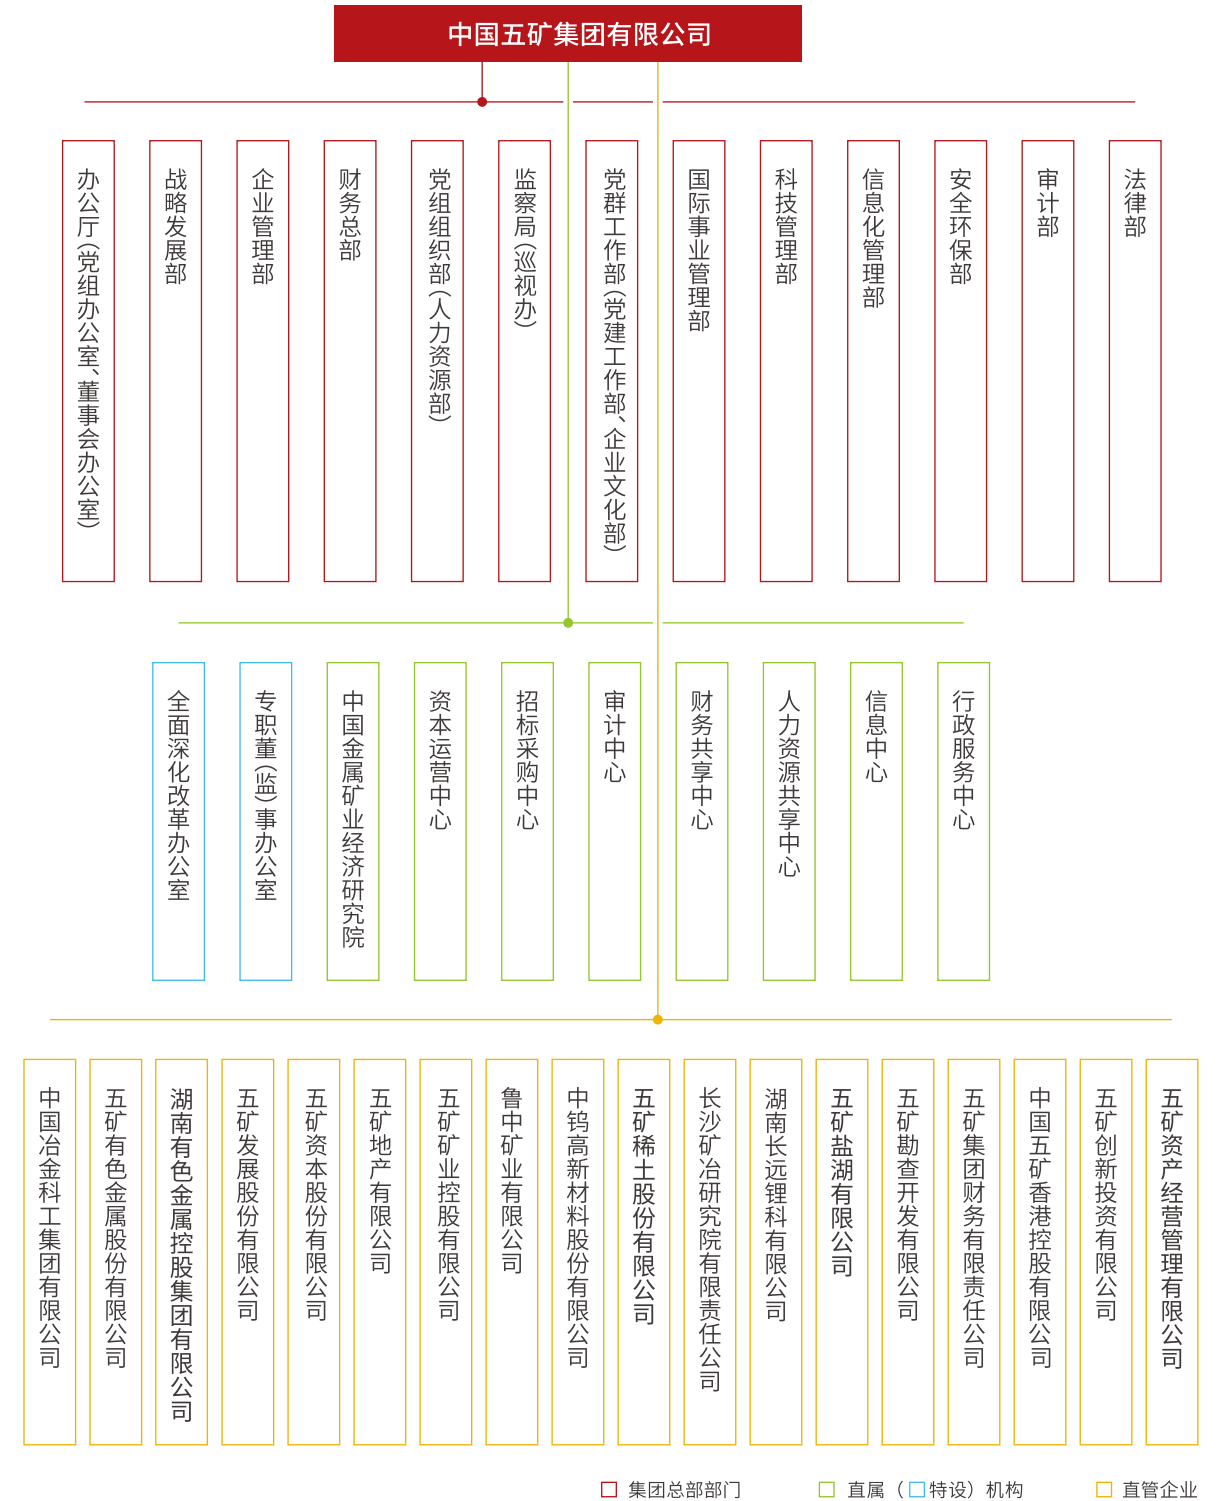 中国五矿集团有限公司
办公厅（党组办公室、董事会办公室）
战略发展部
企业管理部
财务总部
党组组织部（人力资源部）
监察局（巡视办）
党群工作部（党建工作部、企业文化部）
国际事业管理部
科技管理部
信息化管理部
安全环保部
审计部
法律部
全面深化改革办公室
专职董（监）事办公室
中国金属矿业经济研究院
资本运营中心
招标采购中心
审计中心
财务共享中心
人力资源共享中心
信息中心
行政服务中心
中国冶金科工集团有限公司
五矿有色金属股份有限公司
湖南有色金属控股集团有限公司
五矿发展股份有限公司
五矿资本股份有限公司
五矿地产有限公司
五矿矿业控股有限公司
鲁中矿业有限公司
中钨高新材料股份有限公司
五矿稀土股份有限公司
长沙矿冶研究院有限责任公司
湖南长远锂科有限公司
五矿盐湖有限公司
五矿勘查开发有限公司
五矿集团财务有限责任公司
中国五矿香港控股有限公司
五矿创新投资有限公司
五矿资产经营管理有限公司
集团总部部门
直属（特设）机构
直管企业